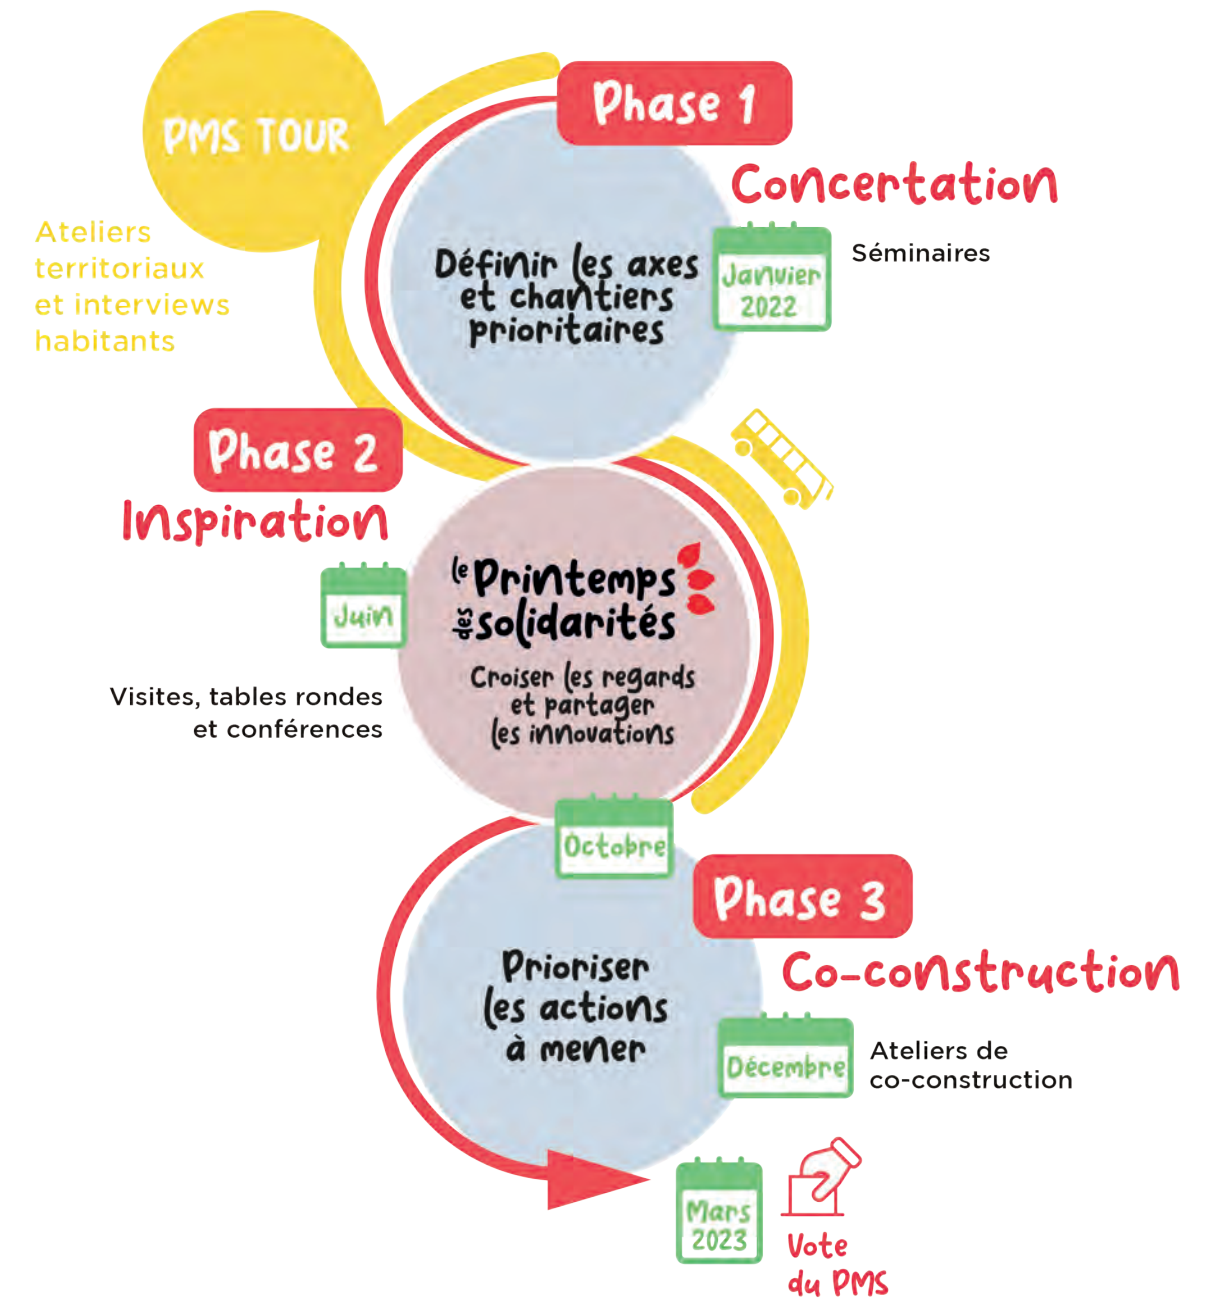 PMS TOUR
Ateliers
territoriaux
et interviews
habitants
Phase 1
Concertation
Définir les axes
et chantiers
prioritaires
Janvier
2022
Séminaires
Phase 2
Inspiration
Juin
Visites, tables rondes
et conférences
le Printemps
des solidarités
Croiser les regards
et partager
les innovations
Octobre
Phase 3
Co-construction
Prioriser
les actions
à mener
Décembre
Ateliers de
co-construction
Mars
2023
Vote
du PMS